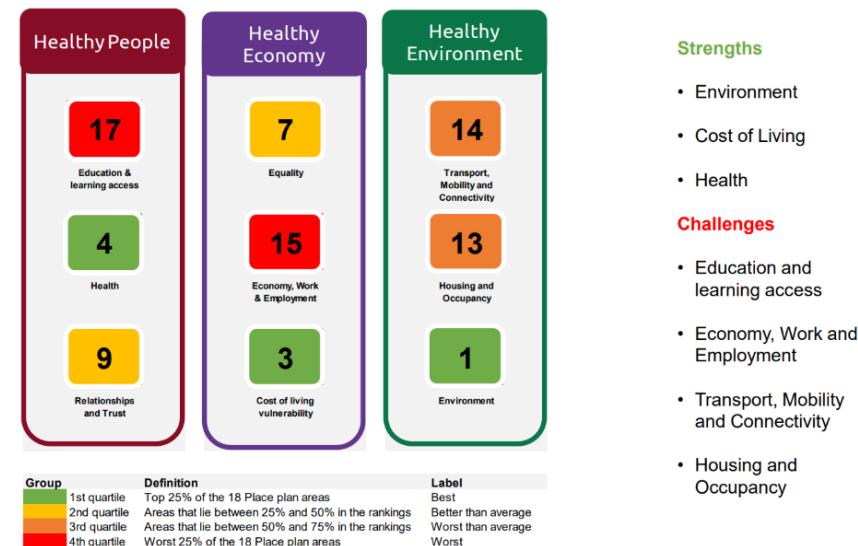 Healthy People
17
Education &
learning access
4
Health
9
Relationships
and Trust
Healthy
Economy
7
Equality
15
Economy, Work
& Employment
3
Cost of living
vulnerability
Healthy
Environment
14
Transport,
Mobility and
Connectivity
13
Housing and
Occupancy
1
Environment
Group Definition Label
1st quartile Top 25% of the 18 Place plan areas Best
2nd quartile Areas that lie between 25% and 50% in the rankings Better than average
3rd quartile Areas that lie between 50% and 75% in the rankings Worst than average
4th quartile Worst 25% of the 18 Place plan areas Worst
Strengths
• Environment
• Cost of Living
• Health
Challenges
• Education and
learning access
• Economy, Work and
Employment
• Transport, Mobility
and Connectivity
• Housing and
Occupancy